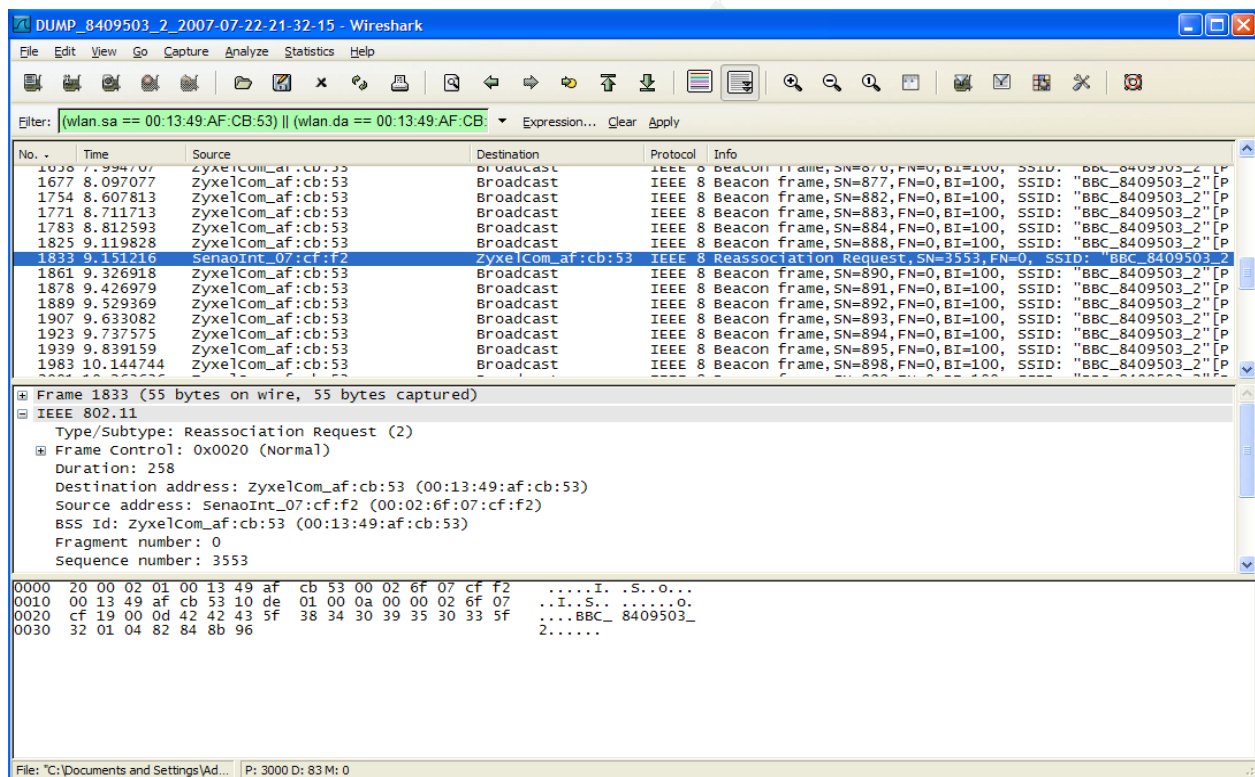 DUMP_8409503_2_2007-07-22-21-32-15 - Wireshark
File Edit View Go Capture Analyze Statistics Help
Filter: (wlan.sa == 00:13:49:AF:CB:53) || (wlan.da == 00:13:49:AF:CB: Expression... Clear Apply
No. Time Source Destination Protocol Info
1658 7.994707 ZyxelCom_af:cb:53 Broadcast IEEE 8 Beacon frame,SN=876,FN=0,BI=100, SSID: "BBC_8409503_2"[P
1677 8.097077 ZyxelCom_af:cb:53 Broadcast IEEE 8 Beacon frame,SN=877,FN=0,BI=100, SSID: "BBC_8409503_2"[P
1754 8.607813 ZyxelCom_af:cb:53 Broadcast IEEE 8 Beacon frame,SN=882,FN=0,BI=100, SSID: "BBC_8409503_2"[P
1771 8.711713 ZyxelCom_af:cb:53 Broadcast IEEE 8 Beacon frame,SN=883,FN=0,BI=100, SSID: "BBC_8409503_2"[P
1783 8.812593 ZyxelCom_af:cb:53 Broadcast IEEE 8 Beacon frame,SN=884,FN=0,BI=100, SSID: "BBC_8409503_2"[P
1825 9.119828 ZyxelCom_af:cb:53 Broadcast IEEE 8 Beacon frame,SN=888,FN=0,BI=100, SSID: "BBC_8409503_2"[P
1833 9.151216 SenaoInt_07:cf:f2 ZyxelCom_af:cb:53 IEEE 8 Reassociation Request,SN=3553,FN=0, SSID: "BBC_8409503_2
1861 9.326918 ZyxelCom_af:cb:53 Broadcast IEEE 8 Beacon frame,SN=890,FN=0,BI=100, SSID: "BBC_8409503_2"[P
1878 9.426979 ZyxelCom_af:cb:53 Broadcast IEEE 8 Beacon frame,SN=891,FN=0,BI=100, SSID: "BBC_8409503_2"[P
1889 9.529369 ZyxelCom_af:cb:53 Broadcast IEEE 8 Beacon frame,SN=892,FN=0,BI=100, SSID: "BBC_8409503_2"[P
1907 9.633082 ZyxelCom_af:cb:53 Broadcast IEEE 8 Beacon frame,SN=893,FN=0,BI=100, SSID: "BBC_8409503_2"[P
1923 9.737575 ZyxelCom_af:cb:53 Broadcast IEEE 8 Beacon frame,SN=894,FN=0,BI=100, SSID: "BBC_8409503_2"[P
1939 9.839159 ZyxelCom_af:cb:53 Broadcast IEEE 8 Beacon frame,SN=895,FN=0,BI=100, SSID: "BBC_8409503_2"[P
1983 10.144744 ZyxelCom_af:cb:53 Broadcast IEEE 8 Beacon frame,SN=898,FN=0,BI=100, SSID: "BBC_8409503_2"[P
Frame 1833 (55 bytes on wire, 55 bytes captured)
IEEE 802.11
Type/Subtype: Reassociation Request (2)
Frame Control: 0x0020 (Normal)
Duration: 258
Destination address: ZyxelCom_af:cb:53 (00:13:49:af:cb:53)
Source address: SenaoInt_07:cf:f2 (00:02:6f:07:cf:f2)
BSS Id: ZyxelCom_af:cb:53 (00:13:49:af:cb:53)
Fragment number: 0
Sequence number: 3553
0000 20 00 02 01 00 13 49 af cb 53 00 02 6f 07 cf f2 .....I. .S..o...
0010 00 13 49 af cb 53 10 de 01 00 0a 00 00 02 6f 07 ..I..S.. ......o.
0020 cf 19 00 0d 42 42 43 5f 38 34 30 39 35 30 33 5f ....BBC_ 8409503_
0030 32 01 04 82 84 8b 96 2......
File: "C:\Documents and Settings\Ad... P: 3000 D: 83 M: 0